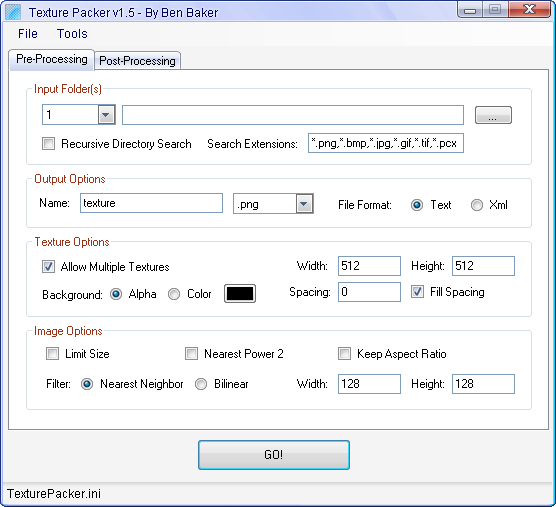 Texture Packer v1.5 - By Ben Baker
File Tools
Pre-Processing Post-Processing
Input Folder(s)
1 ...
Recursive Directory Search Search Extensions: *.png,*.bmp,*.jpg,*.gif,*.tif,*.pcx
Output Options
Name: texture .png File Format: Text Xml
Texture Options
Allow Multiple Textures Width: 512 Height: 512
Background: Alpha Color Spacing: 0 Fill Spacing
Image Options
Limit Size Nearest Power 2 Keep Aspect Ratio
Filter: Nearest Neighbor Bilinear Width: 128 Height: 128
GO!
TexturePacker.ini